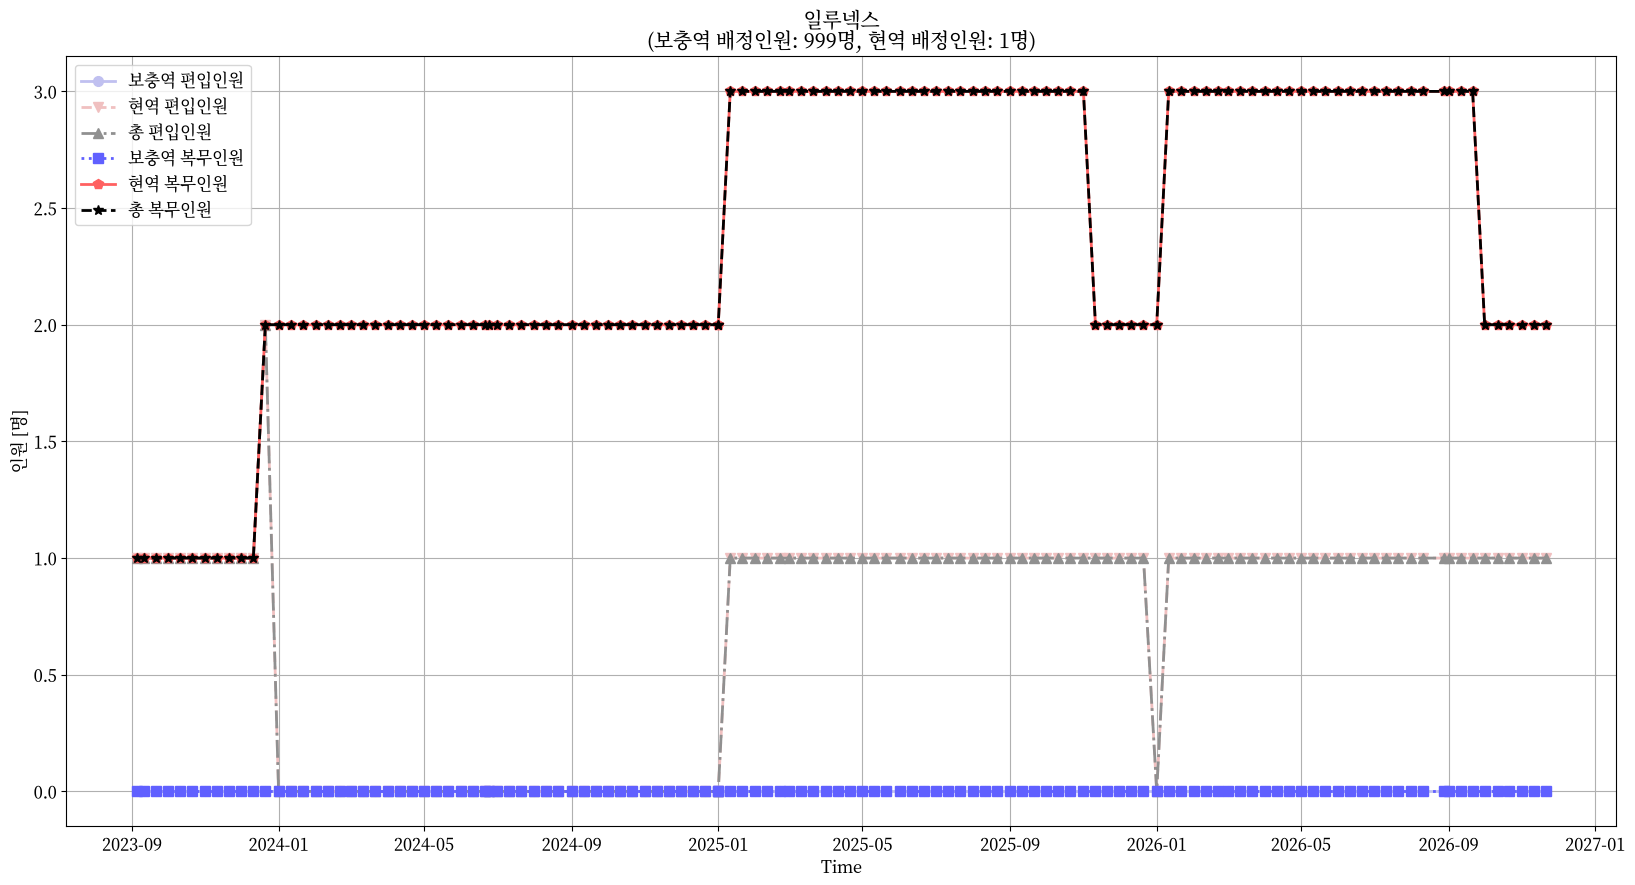 일루넥스
(보충역 배정인원: 999명, 현역 배정인원: 1명)
보충역 편입인원
현역 편입인원
총 편입인원
보충역 복무인원
현역 복무인원
총 복무인원
인원 [명]
3.0
2.5
2.0
1.5
1.0
0.5
0.0
2023-09
2024-01
2024-05
2024-09
2025-01
2025-05
2025-09
2026-01
2026-05
2026-09
2027-01
Time